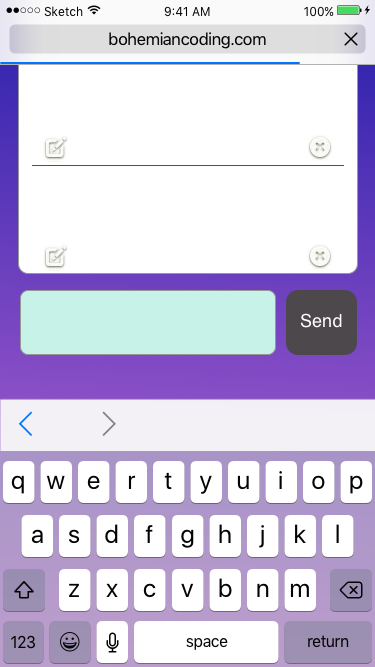 Sketch 9:41 AM 100%
bohemiancoding.com
Send
q w e r t y u i o p
a s d f g h j k l
z x c v b n m
123 space return